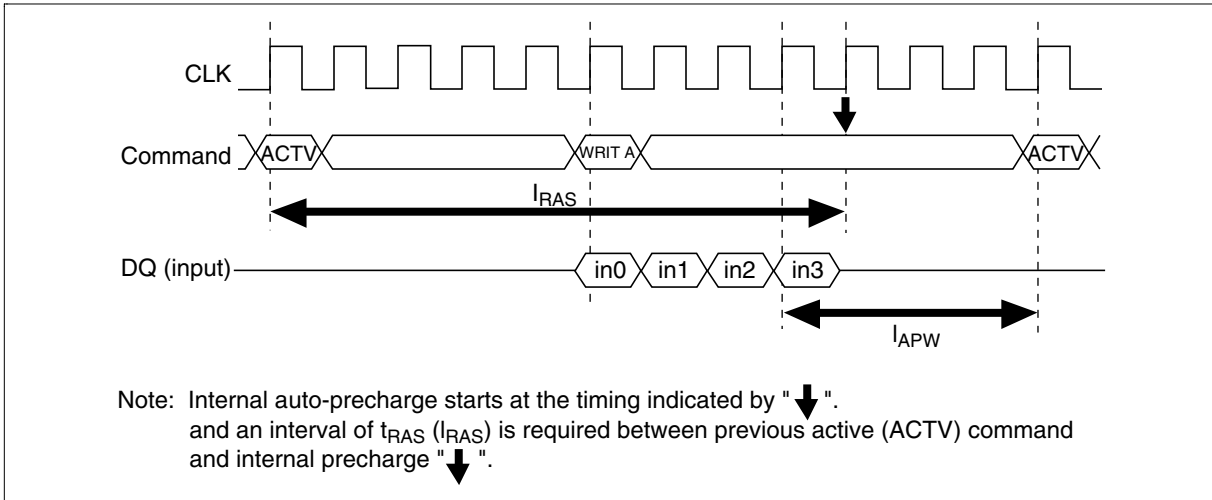 CLK
Command ACTV WRIT A ACTV
lRAS
DQ (input) in0 in1 in2 in3
lAPW
Note: Internal auto-precharge starts at the timing indicated by " ".
and an interval of tRAS (lRAS) is required between previous active (ACTV) command
and internal precharge " ".